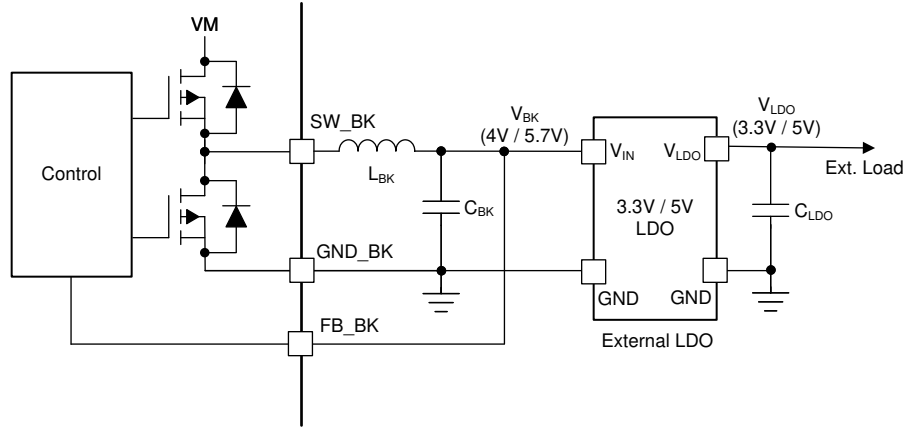 VM
Control
SW_BK
L_BK
C_BK
GND_BK
FB_BK
V_BK
(4V / 5.7V)
V_IN
V_LDO
3.3V / 5V
LDO
GND
GND
External LDO
V_LDO
(3.3V / 5V)
Ext. Load
C_LDO